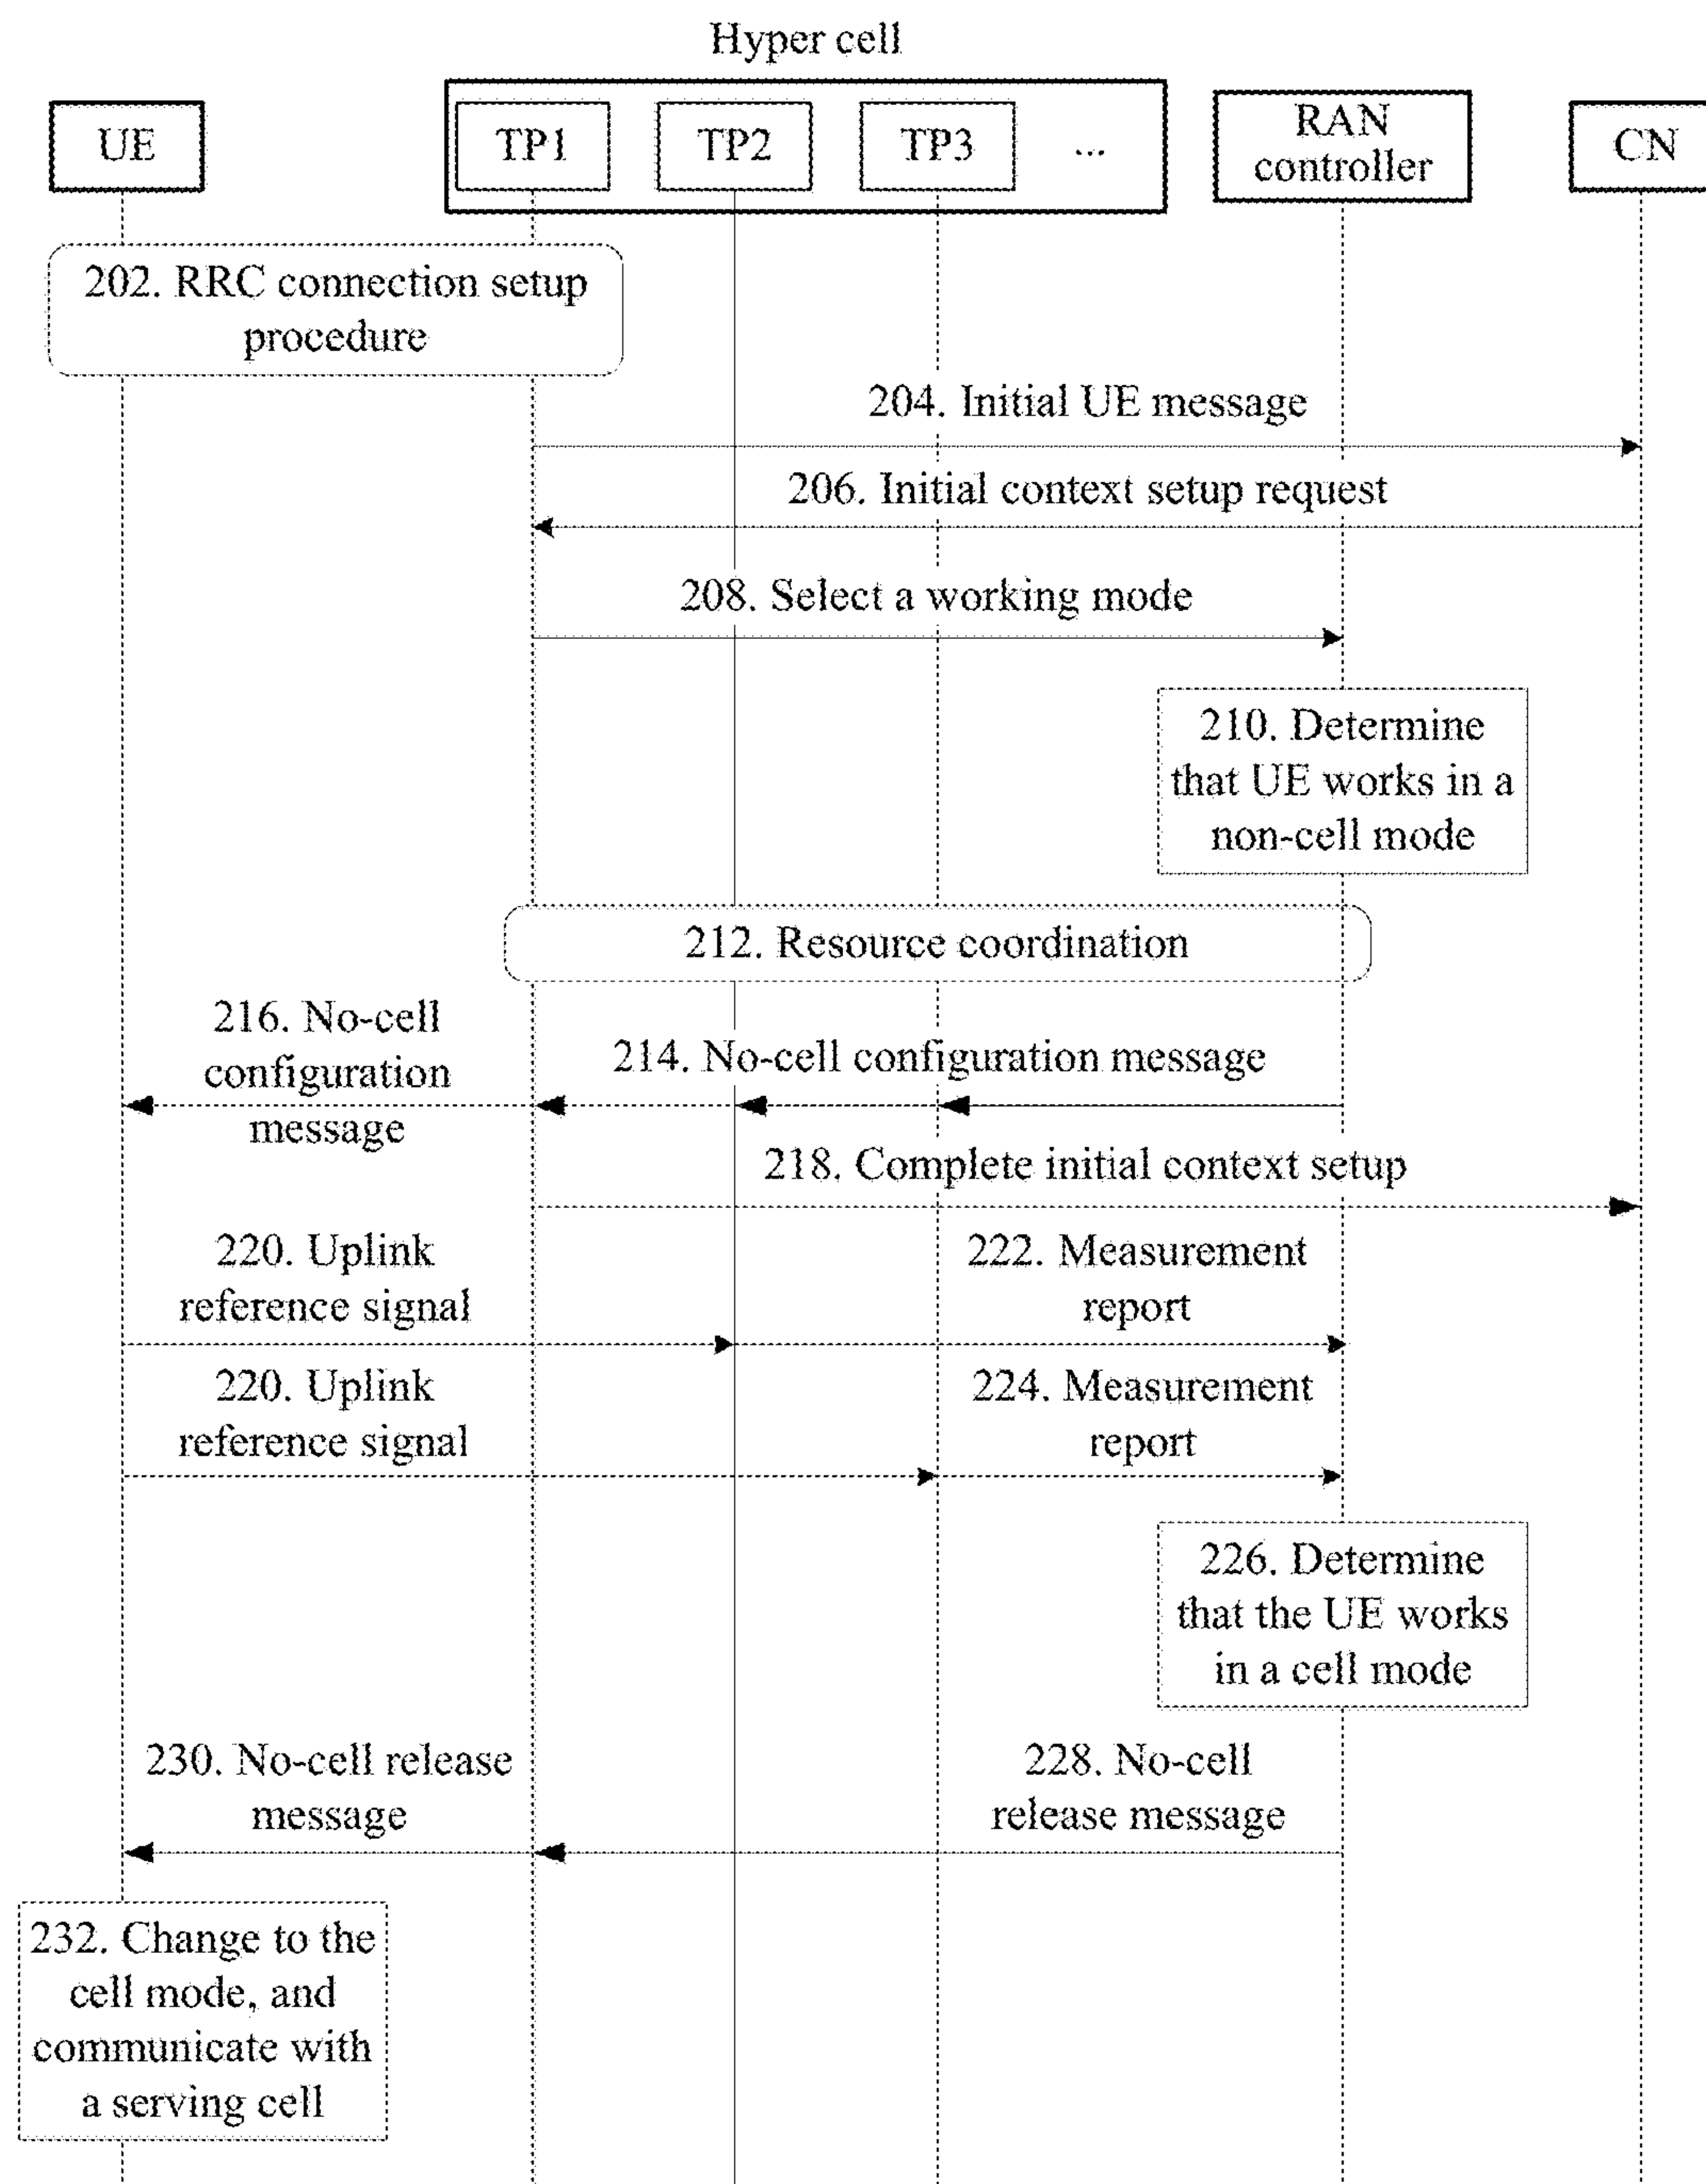 Hyper cell
UE
TP1
TP2
TP3
...
RAN
controller
CN
202. RRC connection setup
procedure
204. Initial UE message
206. Initial context setup request
208. Select a working mode
210. Determine
that UE works in a
non-cell mode
212. Resource coordination
216. No-cell
configuration
message
214. No-cell configuration message
218. Complete initial context setup
220. Uplink
reference signal
222. Measurement
report
220. Uplink
reference signal
224. Measurement
report
226. Determine
that the UE works
in a cell mode
230. No-cell release
message
228. No-cell
release message
232. Change to the
cell mode, and
communicate with
a serving cell